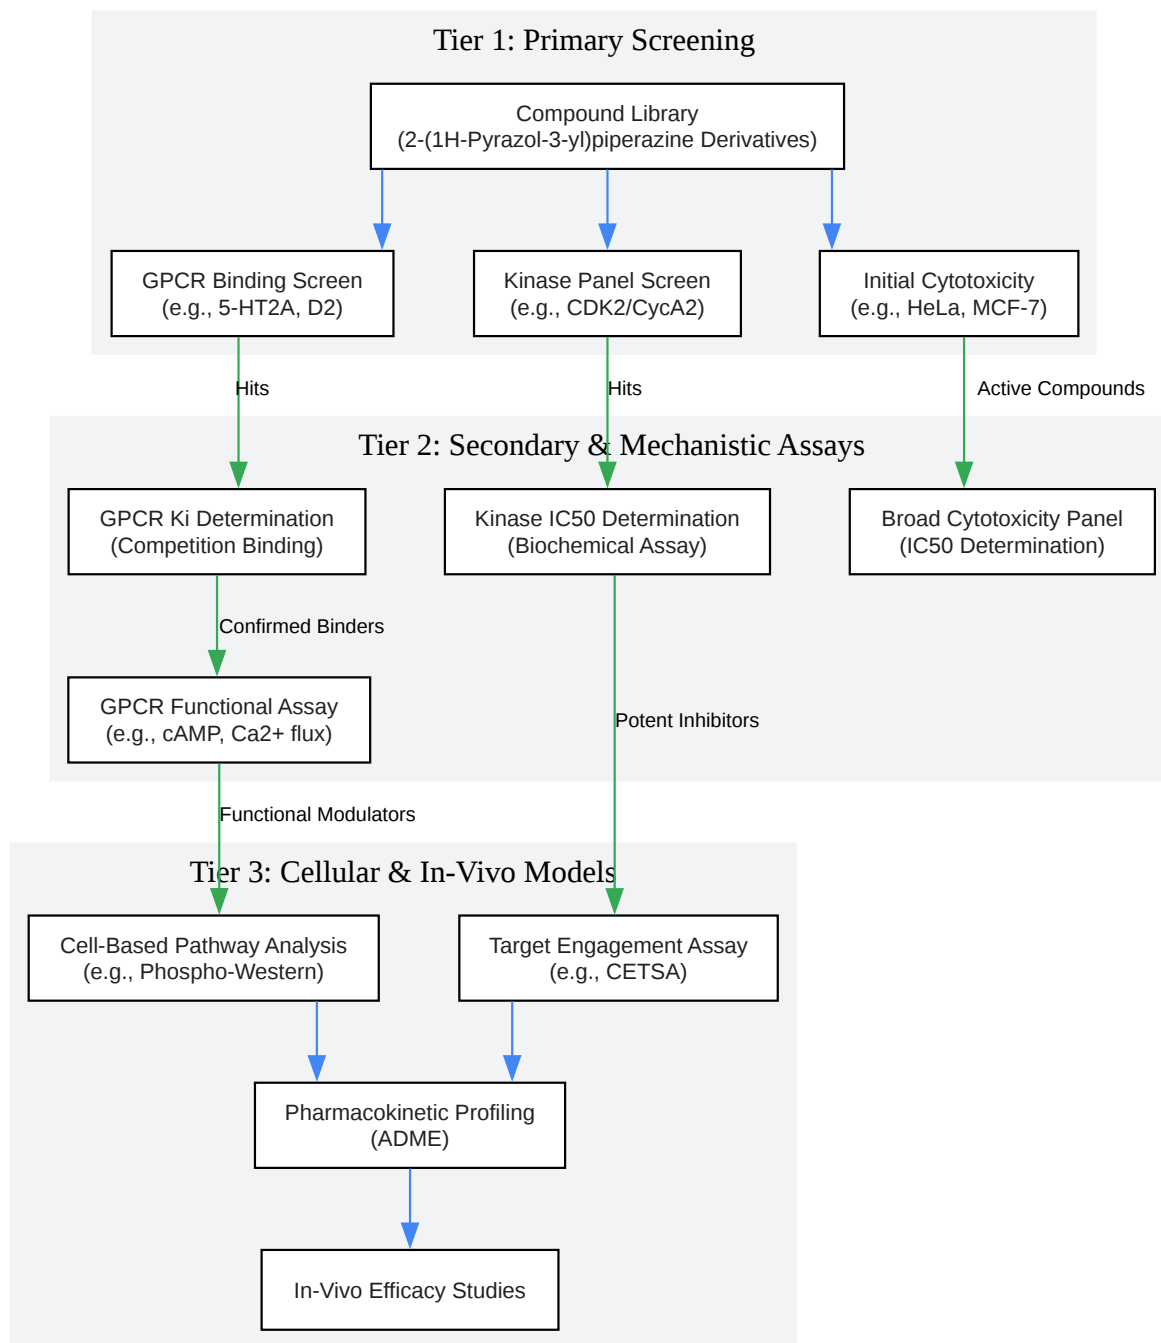 Tier 1: Primary Screening
Compound Library
(2-(1H-Pyrazol-3-yl)piperazine Derivatives)
GPCR Binding Screen
(e.g., 5-HT2A, D2)
Kinase Panel Screen
(e.g., CDK2/CycA2)
Initial Cytotoxicity
(e.g., HeLa, MCF-7)
Hits
Hits
Active Compounds
Tier 2: Secondary & Mechanistic Assays
GPCR Ki Determination
(Competition Binding)
Kinase IC50 Determination
(Biochemical Assay)
Broad Cytotoxicity Panel
(IC50 Determination)
Confirmed Binders
GPCR Functional Assay
(e.g., cAMP, Ca2+ flux)
Potent Inhibitors
Functional Modulators
Tier 3: Cellular & In-Vivo Models
Cell-Based Pathway Analysis
(e.g., Phospho-Western)
Target Engagement Assay
(e.g., CETSA)
Pharmacokinetic Profiling
(ADME)
In-Vivo Efficacy Studies